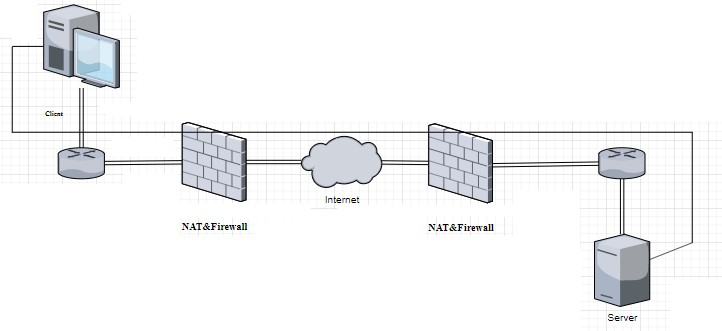 Client
Internet
NAT&Firewall
NAT&Firewall
Server